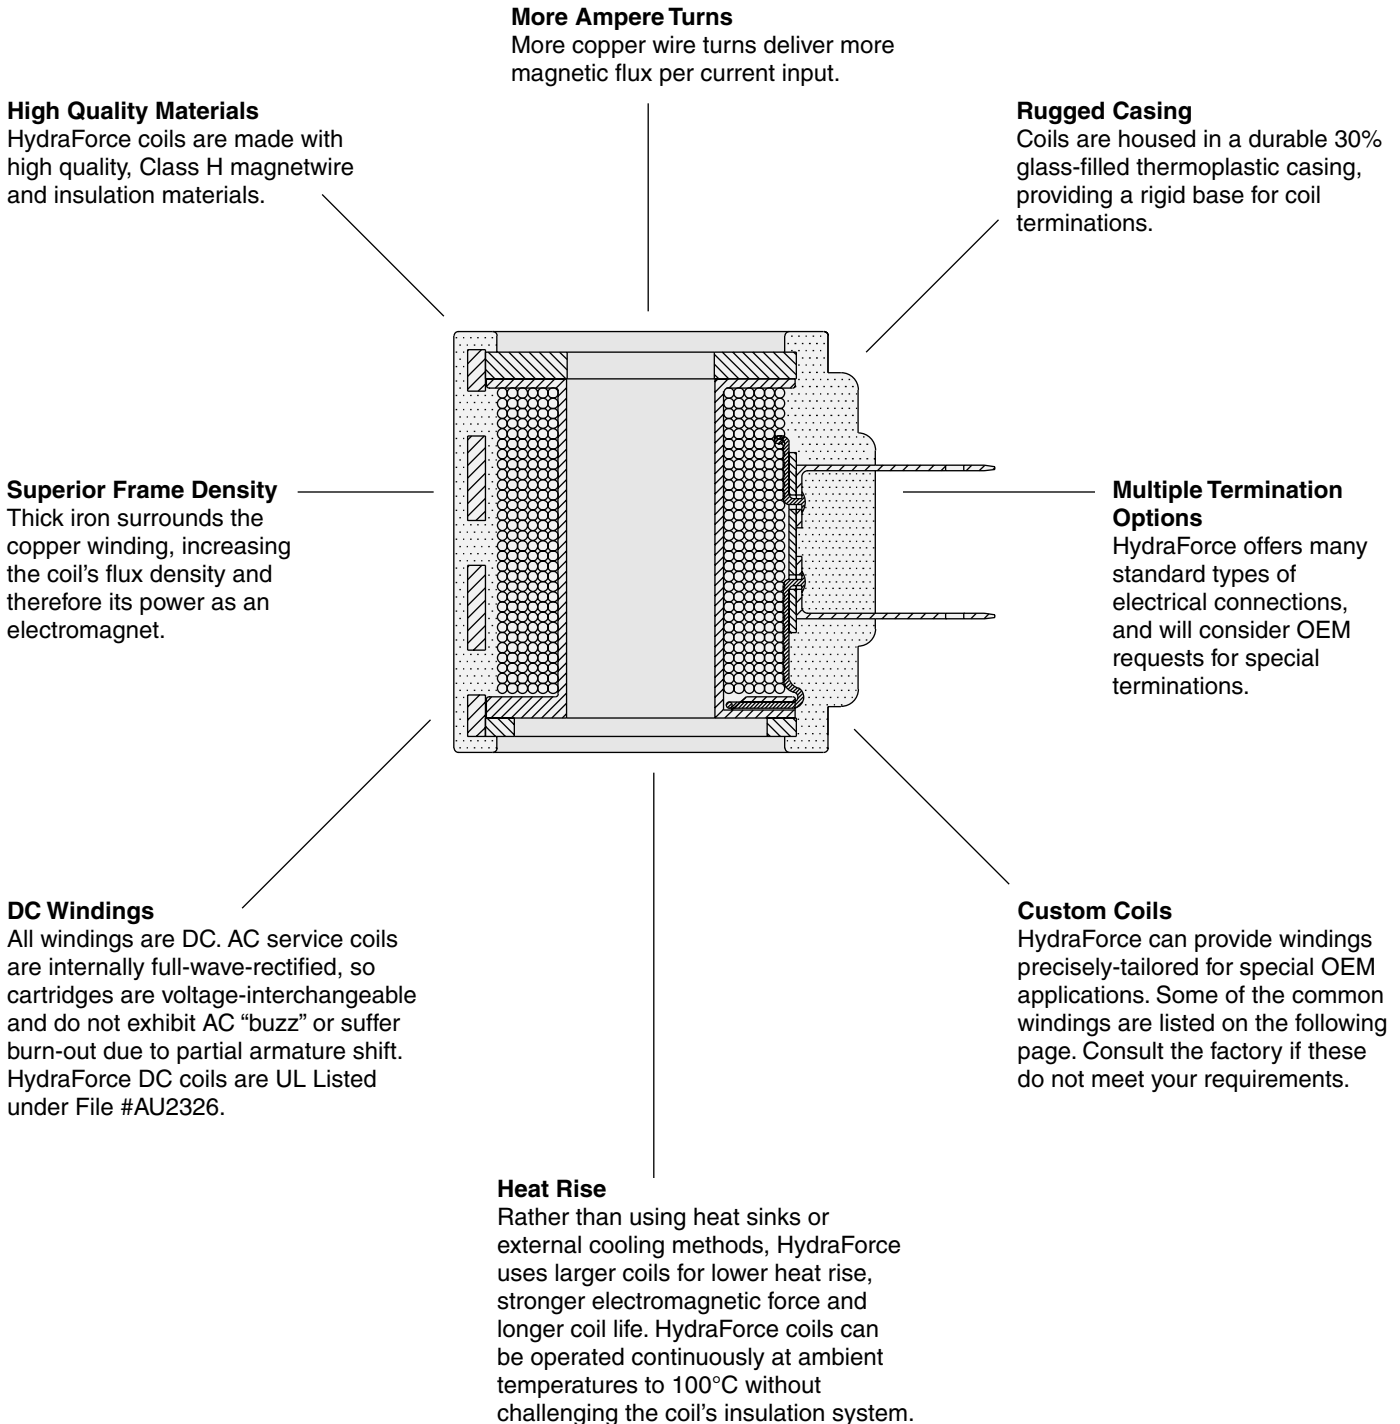 More Ampere Turns
More copper wire turns deliver more
magnetic flux per current input.
High Quality Materials
HydraForce coils are made with
high quality, Class H magnetwire
and insulation materials.
Rugged Casing
Coils are housed in a durable 30%
glass-filled thermoplastic casing,
providing a rigid base for coil
terminations.
Superior Frame Density
Thick iron surrounds the
copper winding, increasing
the coil’s flux density and
therefore its power as an
electromagnet.
Multiple Termination
Options
HydraForce offers many
standard types of
electrical connections,
and will consider OEM
requests for special
terminations.
DC Windings
All windings are DC. AC service coils
are internally full-wave-rectified, so
cartridges are voltage-interchangeable
and do not exhibit AC “buzz” or suffer
burn-out due to partial armature shift.
HydraForce DC coils are UL Listed
under File #AU2326.
Custom Coils
HydraForce can provide windings
precisely-tailored for special OEM
applications. Some of the common
windings are listed on the following
page. Consult the factory if these
do not meet your requirements.
Heat Rise
Rather than using heat sinks or
external cooling methods, HydraForce
uses larger coils for lower heat rise,
stronger electromagnetic force and
longer coil life. HydraForce coils can
be operated continuously at ambient
temperatures to 100°C without
challenging the coil’s insulation system.